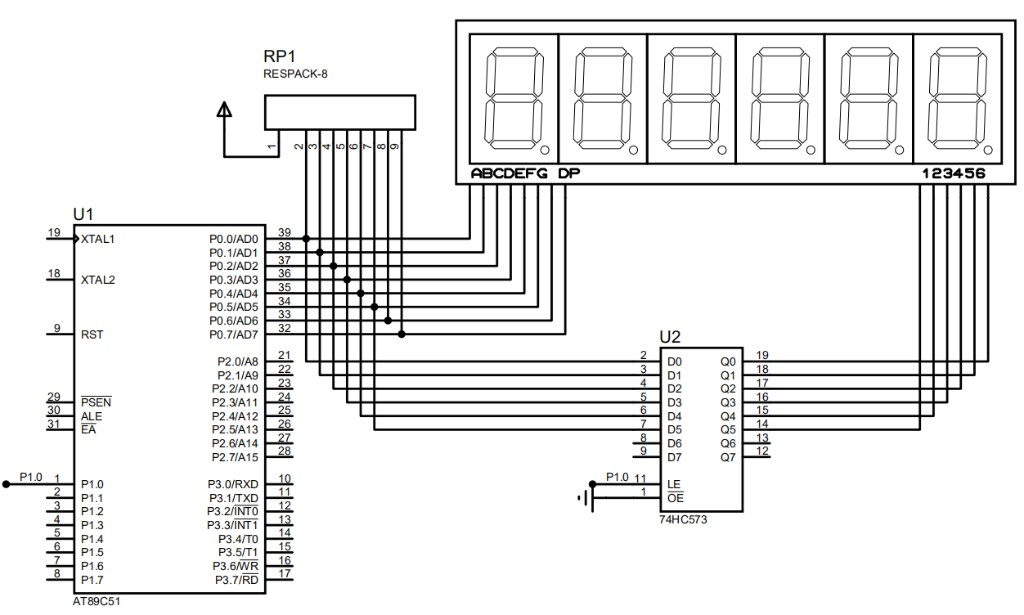 RP1
RESPACK-8
1 2 3 4 5 6 7 8 9
ABCDEFG DP 123456
U1
19 XTAL1 P0.0/AD0 39
P0.1/AD1 38
P0.2/AD2 37
18 XTAL2 P0.3/AD3 36
P0.4/AD4 35
P0.5/AD5 34
P0.6/AD6 33
9 RST P0.7/AD7 32
P2.0/A8 21
P2.1/A9 22
P2.2/A10 23
29 PSEN P2.3/A11 24
30 ALE P2.4/A12 25
31 EA P2.5/A13 26
P2.6/A14 27
P2.7/A15 28
P1.0 1 P1.0 P3.0/RXD 10
2 P1.1 P3.1/TXD 11
3 P1.2 P3.2/INT0 12
4 P1.3 P3.3/INT1 13
5 P1.4 P3.4/T0 14
6 P1.5 P3.5/T1 15
7 P1.6 P3.6/WR 16
8 P1.7 P3.7/RD 17
AT89C51
U2
2 D0 Q0 19
3 D1 Q1 18
4 D2 Q2 17
5 D3 Q3 16
6 D4 Q4 15
7 D5 Q5 14
8 D6 Q6 13
9 D7 Q7 12
P1.0 11 LE
1 OE
74HC573